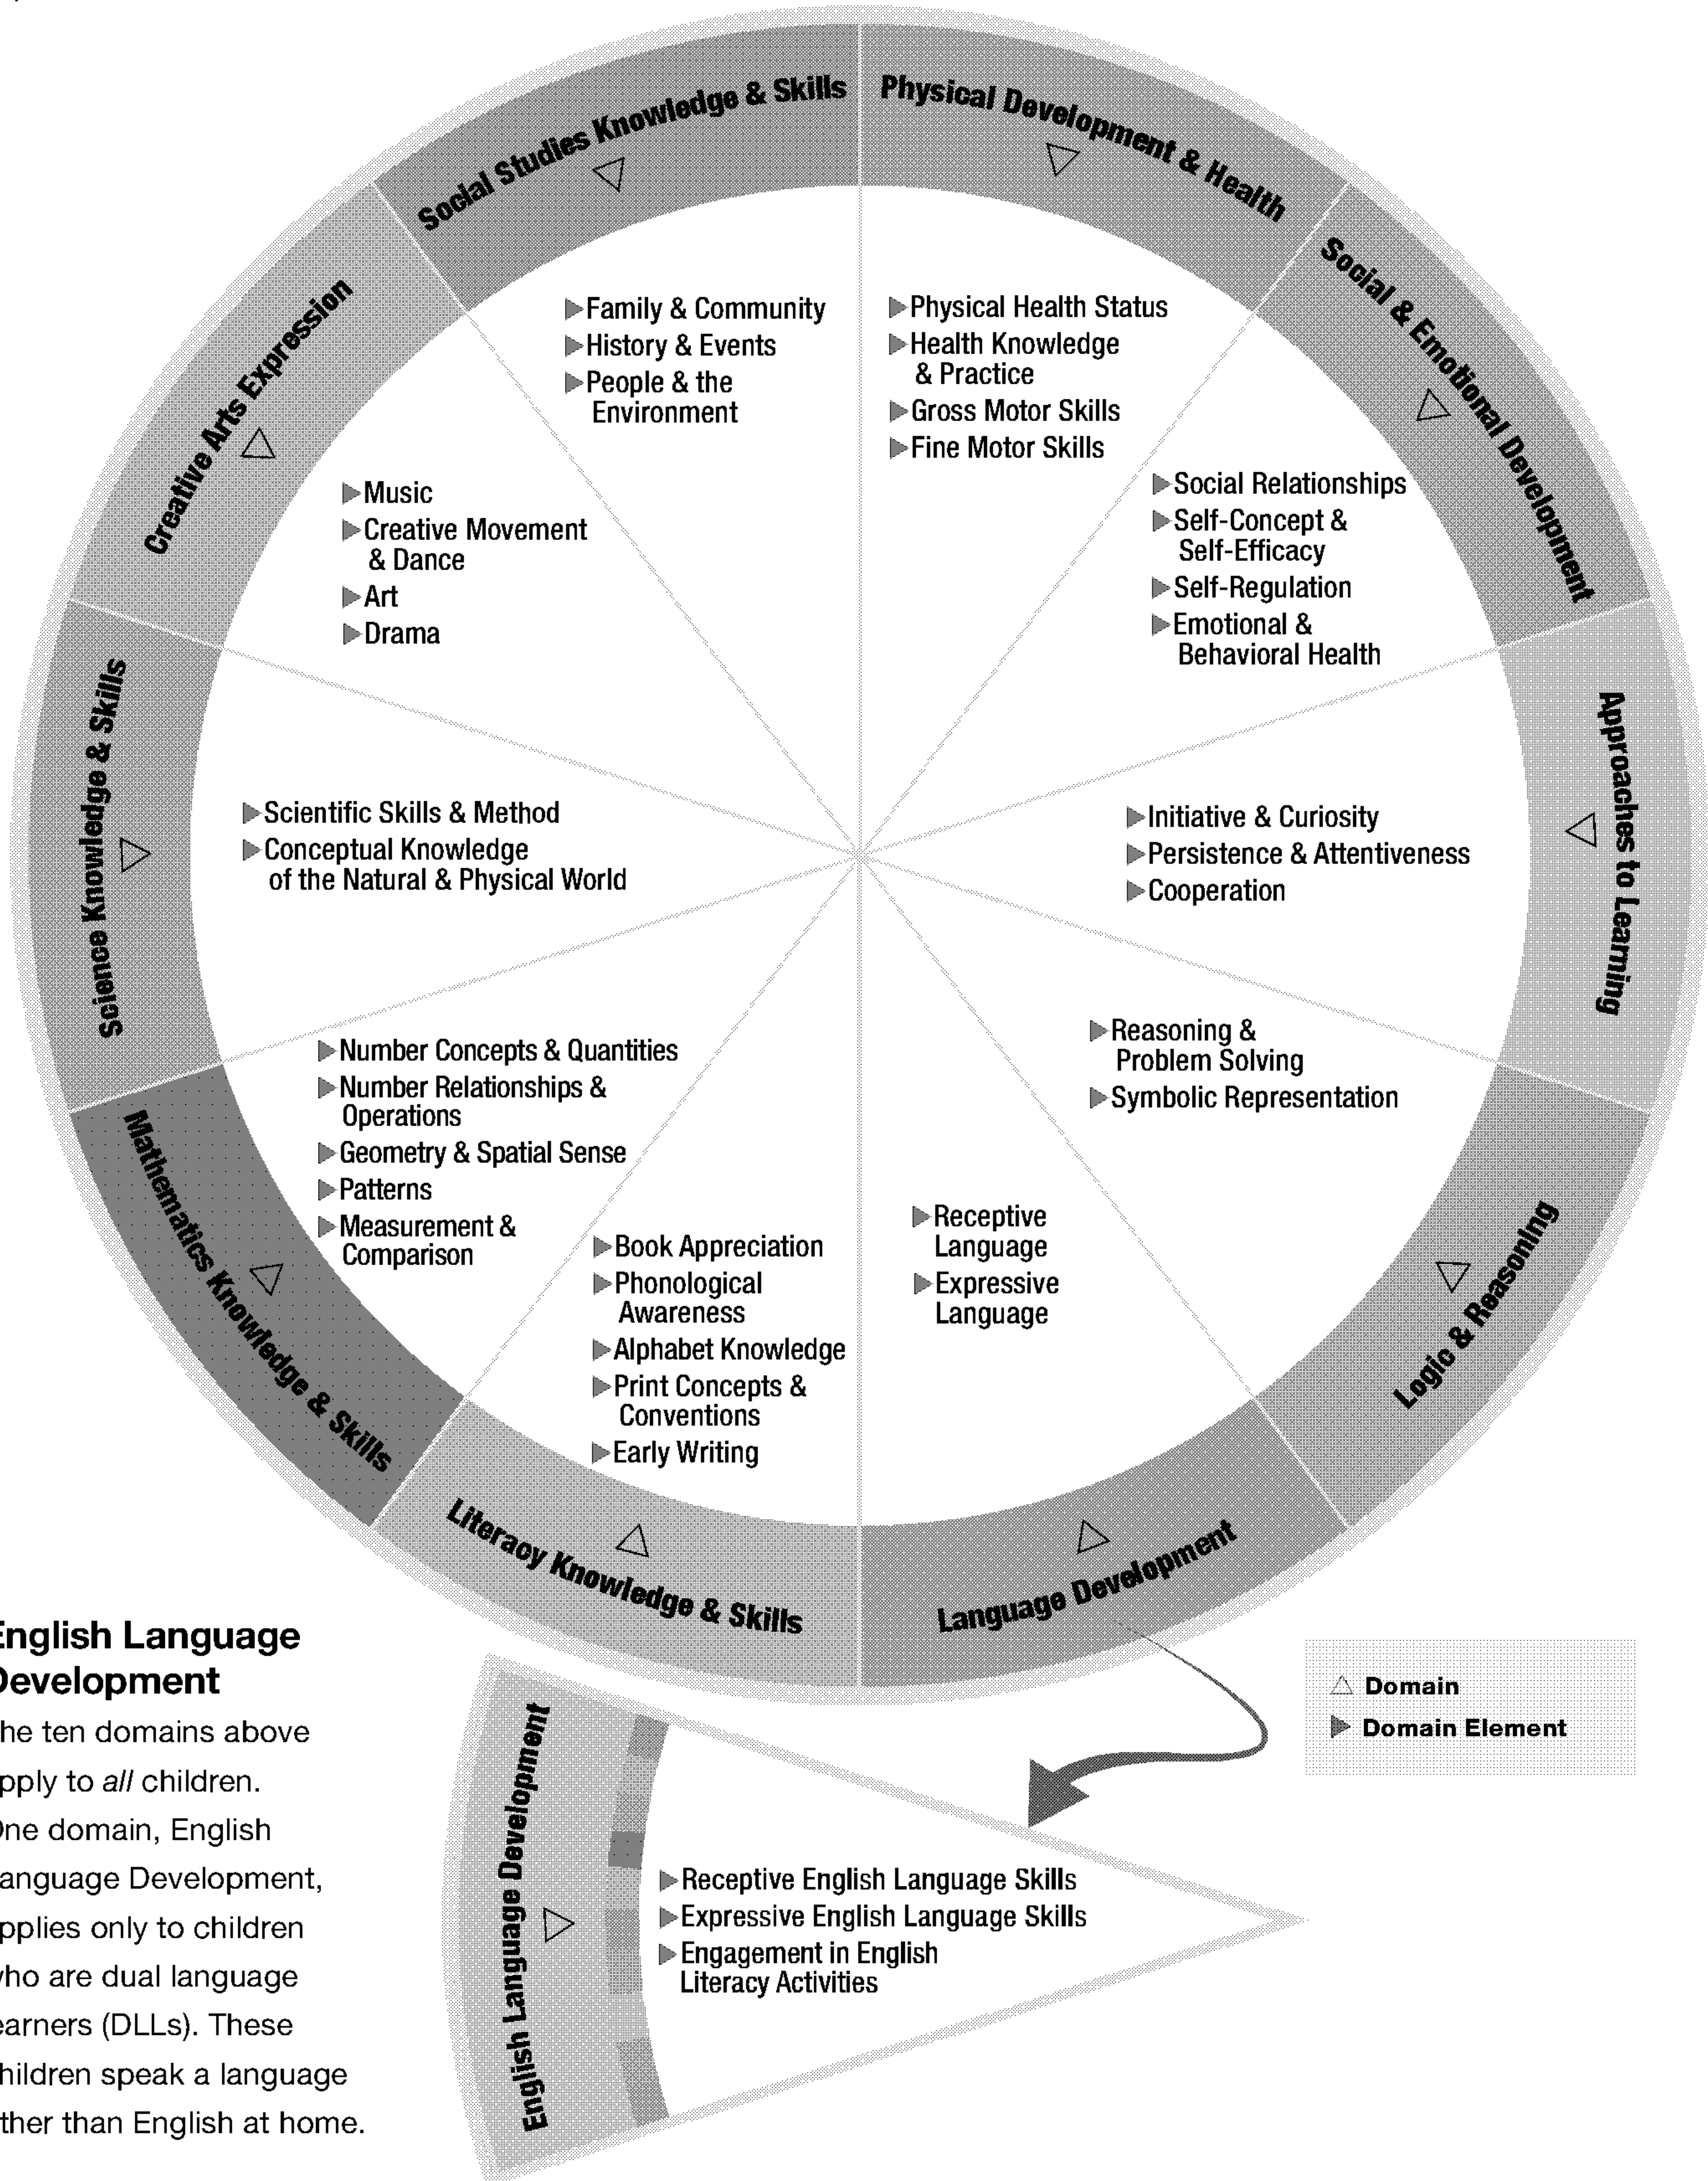 Social Studies Knowledge & Skills
Physical Development & Health
Social & Emotional Development
Approaches to Learning
Logic & Reasoning
Language Development
Literacy Knowledge & Skills
Mathematics Knowledge & Skills
Science Knowledge & Skills
Creative Arts Expression
Family & Community
History & Events
People & the
Environment
Physical Health Status
Health Knowledge
& Practice
Gross Motor Skills
Fine Motor Skills
Social Relationships
Self-Concept &
Self-Efficacy
Self-Regulation
Emotional &
Behavioral Health
Initiative & Curiosity
Persistence & Attentiveness
Cooperation
Reasoning &
Problem Solving
Symbolic Representation
Receptive
Language
Expressive
Language
Book Appreciation
Phonological
Awareness
Alphabet Knowledge
Print Concepts &
Conventions
Early Writing
Number Concepts & Quantities
Number Relationships &
Operations
Geometry & Spatial Sense
Patterns
Measurement &
Comparison
Scientific Skills & Method
Conceptual Knowledge
of the Natural & Physical World
Music
Creative Movement
& Dance
Art
Drama
English Language
Development
he ten domains above
pply to all children.
ne domain, English
anguage Development,
pplies only to children
ho are dual language
earners (DLLs). These
hildren speak a language
ther than English at home.
English Language Development
Receptive English Language Skills
Expressive English Language Skills
Engagement in English
Literacy Activities
Domain
Domain Element